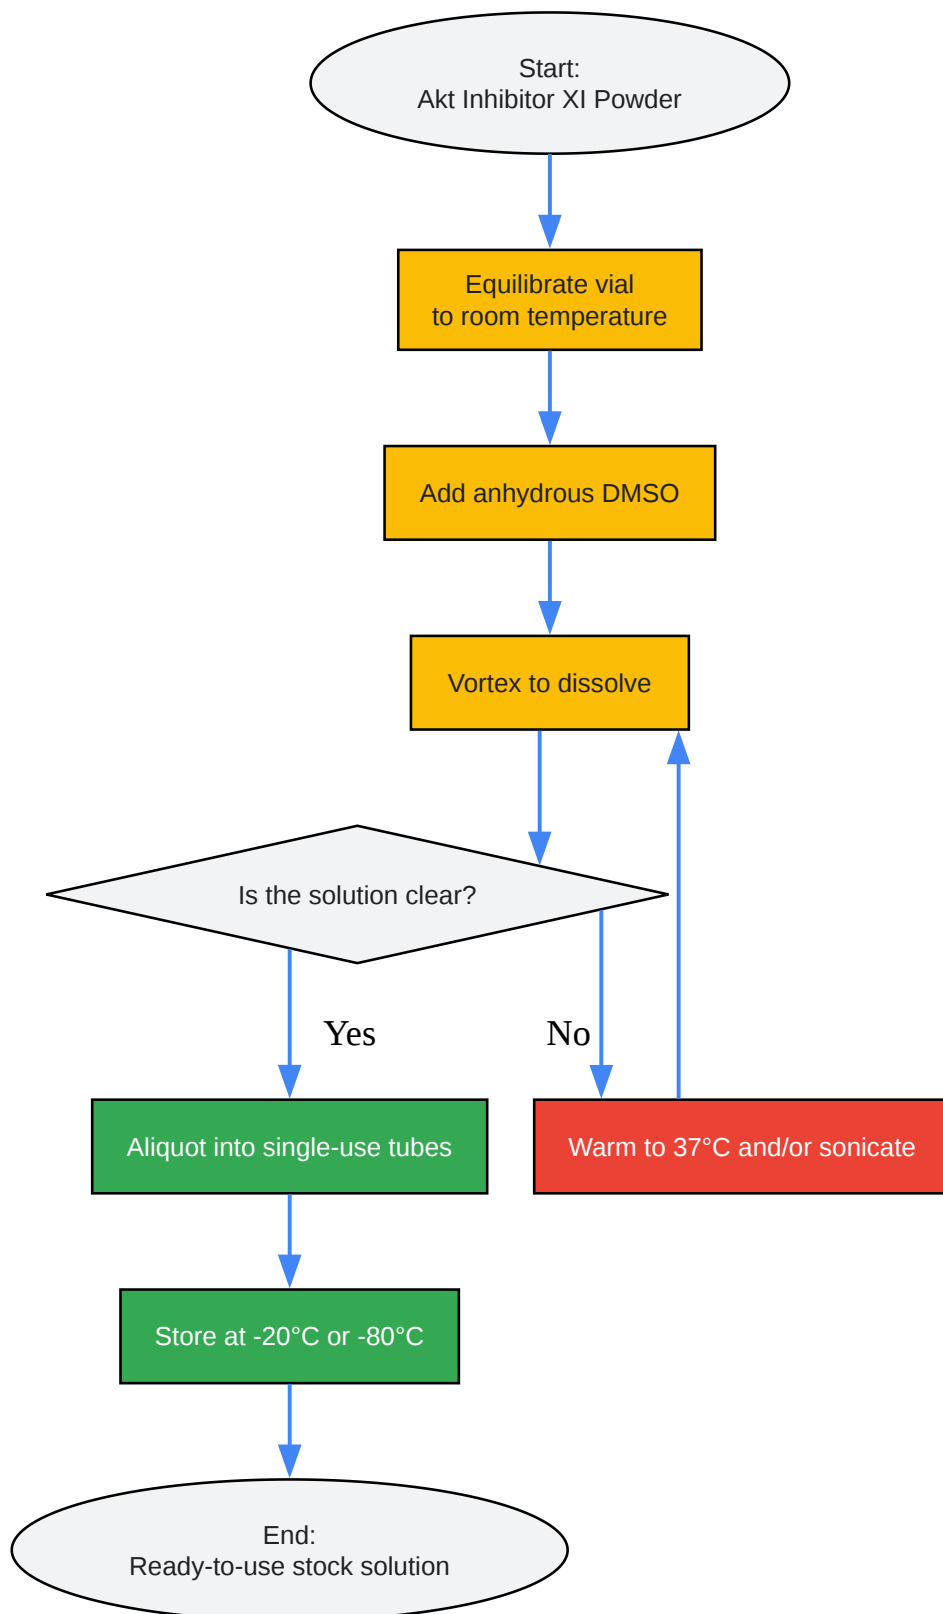 Start:
Akt Inhibitor XI Powder
Equilibrate vial
to room temperature
Add anhydrous DMSO
Vortex to dissolve
Is the solution clear?
Yes
No
Aliquot into single-use tubes
Warm to 37°C and/or sonicate
Store at -20°C or -80°C
End:
Ready-to-use stock solution